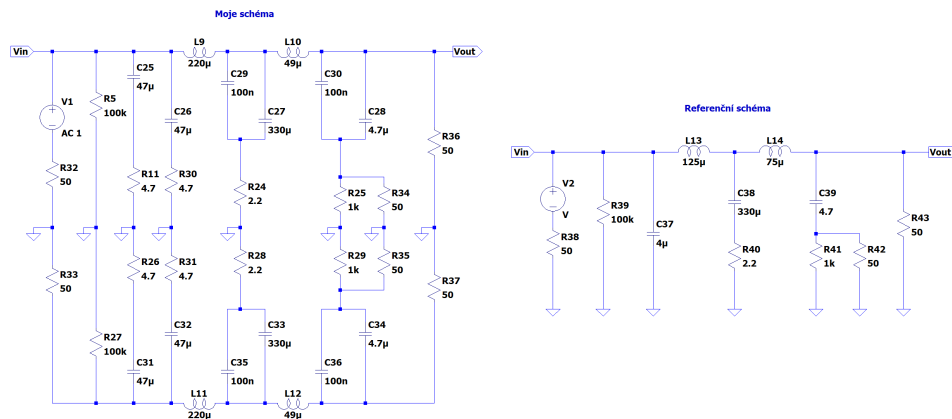 Moje schéma
Vin
L9
220µ
L10
49µ
Vout
V1
AC 1
R32
50
R5
100k
C25
47µ
C26
47µ
R11
4.7
R30
4.7
C29
100n
C27
330µ
R24
2.2
C30
100n
C28
4.7µ
R25
1k
R34
50
R36
50
R33
50
R27
100k
R26
4.7
R31
4.7
C31
47µ
C32
47µ
R28
2.2
C35
100n
C33
330µ
R29
1k
R35
50
C36
100n
C34
4.7µ
R37
50
L11
220µ
L12
49µ
Referenční schéma
Vin
L13
125µ
L14
75µ
Vout
V2
V
R38
50
R39
100k
C37
4µ
C38
330µ
R40
2.2
C39
4.7
R41
1k
R42
50
R43
50